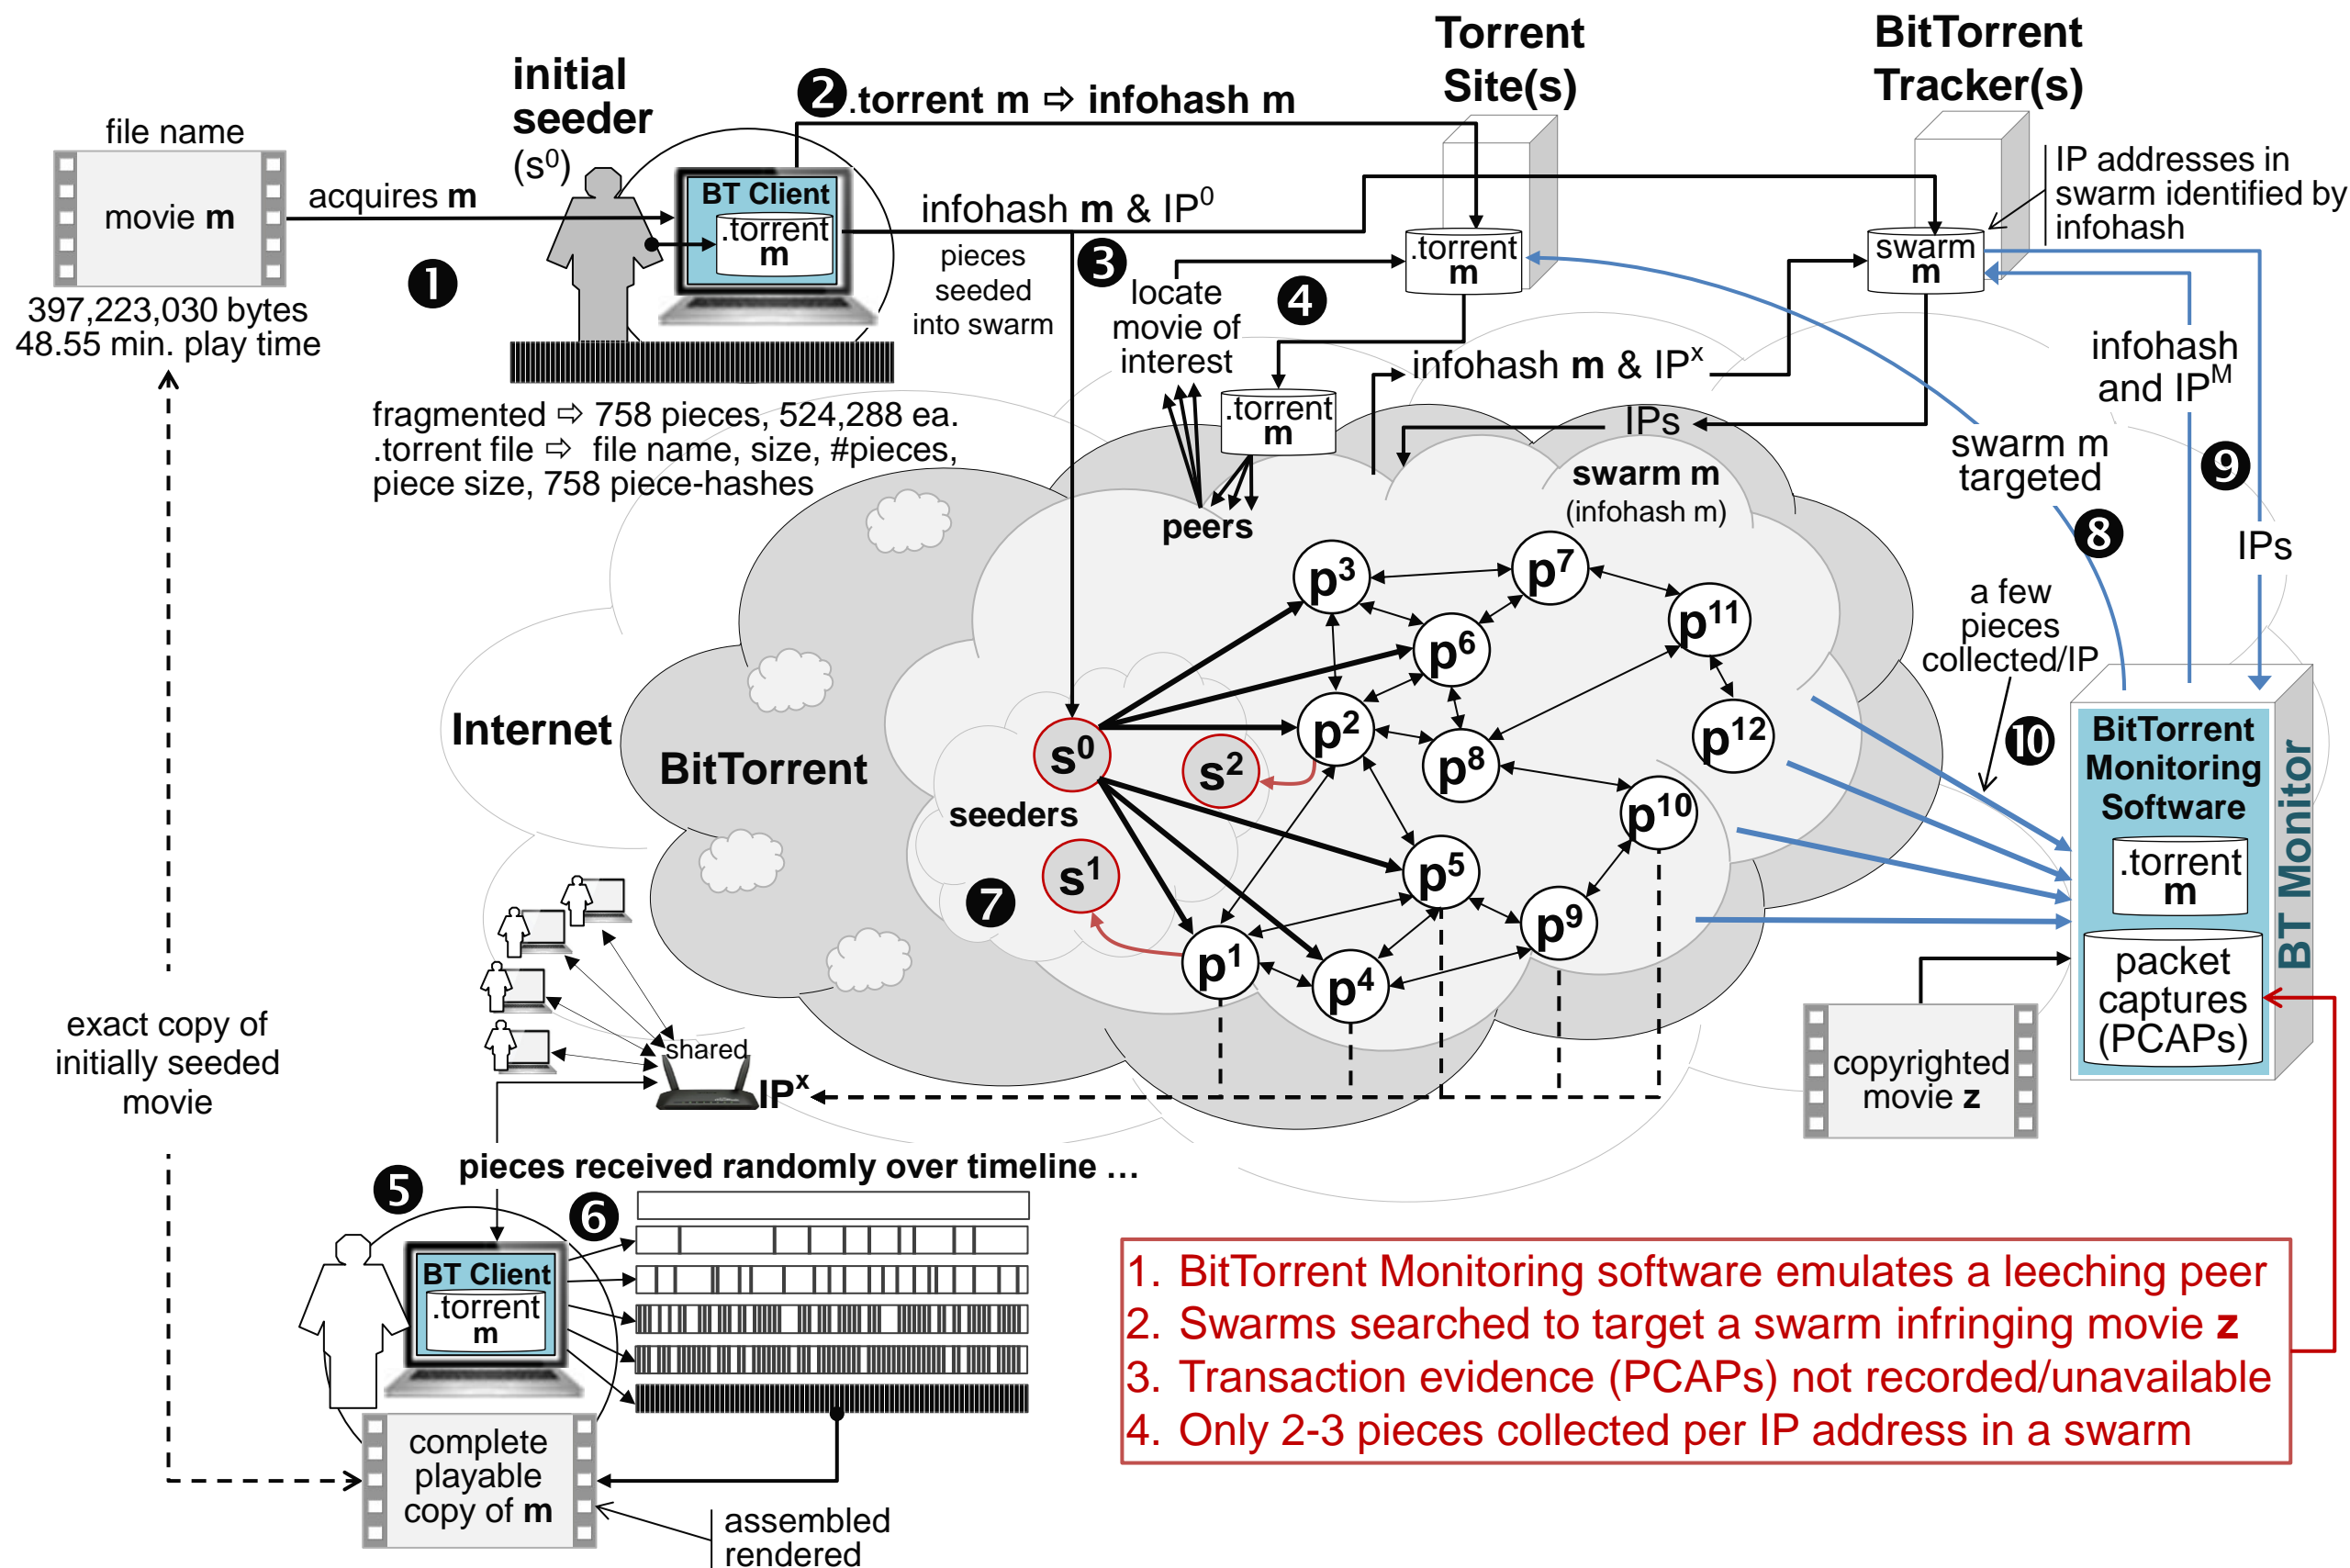 Torrent
Site(s)
BitTorrent
Tracker(s)
initial
seeder
(s⁰)
❷.torrent m ⇨ infohash m
file name
movie m
397,223,030 bytes
48.55 min. play time
acquires m
❶
BT Client
.torrent
m
infohash m & IP⁰
pieces
seeded
into swarm
❸
locate
movie of
interest
❹
.torrent
m
swarm
m
IP addresses in
swarm identified by
infohash
fragmented ⇨ 758 pieces, 524,288 ea.
.torrent file ⇨ file name, size, #pieces,
piece size, 758 piece-hashes
.torrent
m
peers
infohash m & IPˣ
IPs
swarm m
(infohash m)
infohash
and IPᴹ
swarm m
targeted
❽
❾
IPs
a few
pieces
collected/IP
❿
Internet
BitTorrent
seeders
s⁰
s²
s¹
❼
p³
p⁷
p⁶
p¹¹
p²
p⁸
p¹²
p¹⁰
p⁵
p⁹
p¹
p⁴
BitTorrent
Monitoring
Software
.torrent
m
packet
captures
(PCAPs)
BT Monitor
copyrighted
movie z
shared
IPˣ
exact copy of
initially seeded
movie
pieces received randomly over timeline …
❺
❻
BT Client
.torrent
m
complete
playable
copy of m
assembled
rendered
1. BitTorrent Monitoring software emulates a leeching peer
2. Swarms searched to target a swarm infringing movie z
3. Transaction evidence (PCAPs) not recorded/unavailable
4. Only 2-3 pieces collected per IP address in a swarm